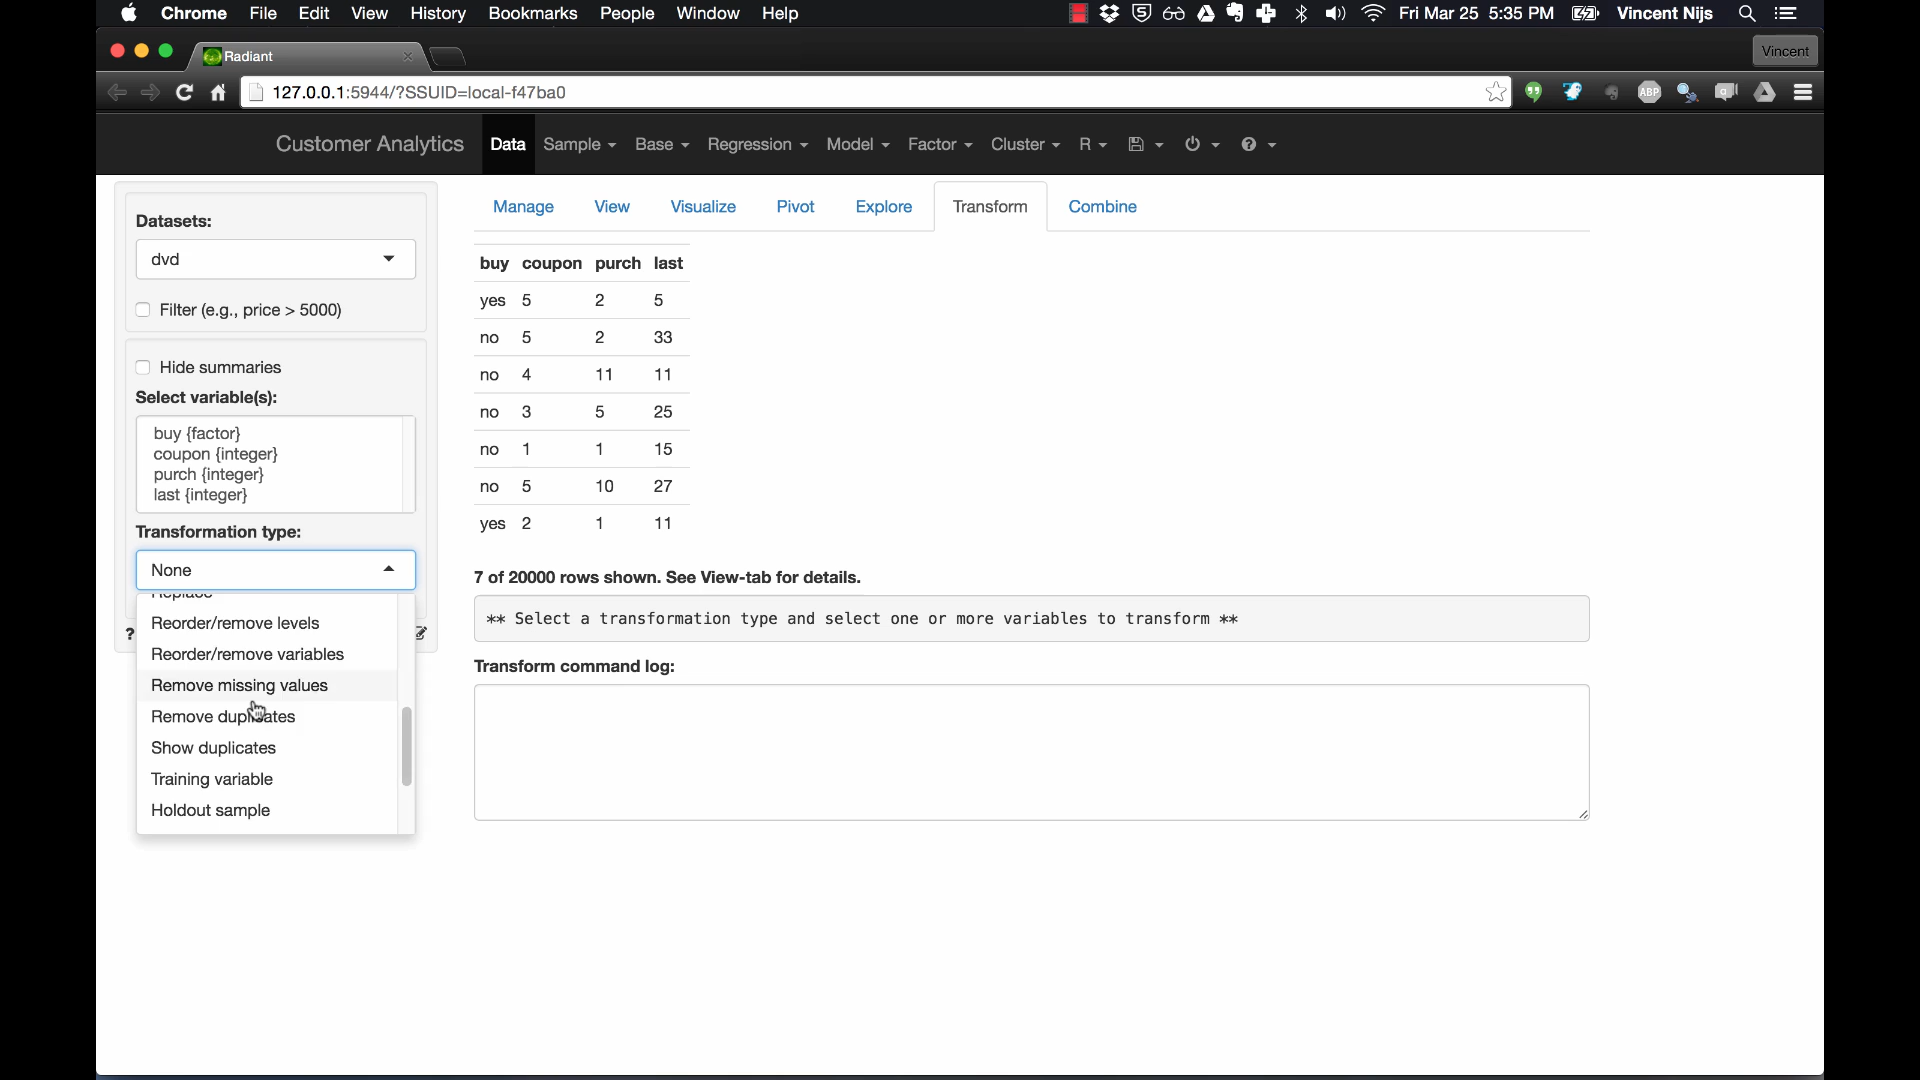 Chrome File Edit View History Bookmarks People Window Help Fri Mar 25 5:35 PM Vincent Nijs
Radiant Vincent
127.0.0.1:5944/?SSUID=local-f47ba0 ABP
Customer Analytics Data Sample Base Regression Model Factor Cluster R
Manage View Visualize Pivot Explore Transform Combine
Datasets:
dvd
Filter (e.g., price > 5000)
Hide summaries
Select variable(s):
buy {factor}
coupon {integer}
purch {integer}
last {integer}
Transformation type:
None
Replace
Reorder/remove levels
?
Reorder/remove variables
Remove missing values
Remove duplicates
Show duplicates
Training variable
Holdout sample
buy coupon purch last
yes 5 2 5
no 5 2 33
no 4 11 11
no 3 5 25
no 1 1 15
no 5 10 27
yes 2 1 11
7 of 20000 rows shown. See View-tab for details.
** Select a transformation type and select one or more variables to transform **
Transform command log: